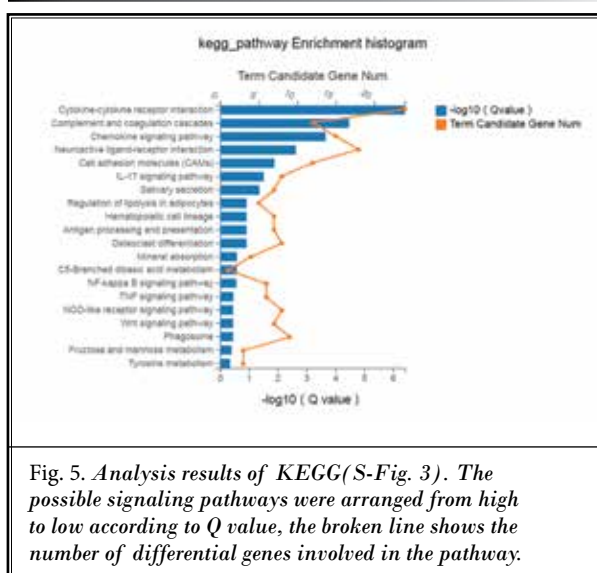 kegg_pathway Enrichment histogram
Term Candidate Gene Num
-log10 ( Qvalue )
Term Candidate Gene Num
Cytokine-cytokine receptor interaction
Complement and coagulation cascades
Chemokine signaling pathway
Neuroactive ligand-receptor interaction
Cell adhesion molecules (CAMs)
IL-17 signaling pathway
Salivary secretion
Regulation of lipolysis in adipocytes
Hematopoietic cell lineage
Antigen processing and presentation
Osteoclast differentiation
Mineral absorption
C5-Branched dibasic acid metabolism
NF-kappa B signaling pathway
TNF signaling pathway
NOD-like receptor signaling pathway
Wnt signaling pathway
Phagosome
Fructose and mannose metabolism
Tyrosine metabolism
0 1 2 3 4 5 6
-log10 ( Q value )
Fig. 5. Analysis results of KEGG(S-Fig. 3). The
possible signaling pathways were arranged from high
to low according to Q value, the broken line shows the
number of differential genes involved in the pathway.